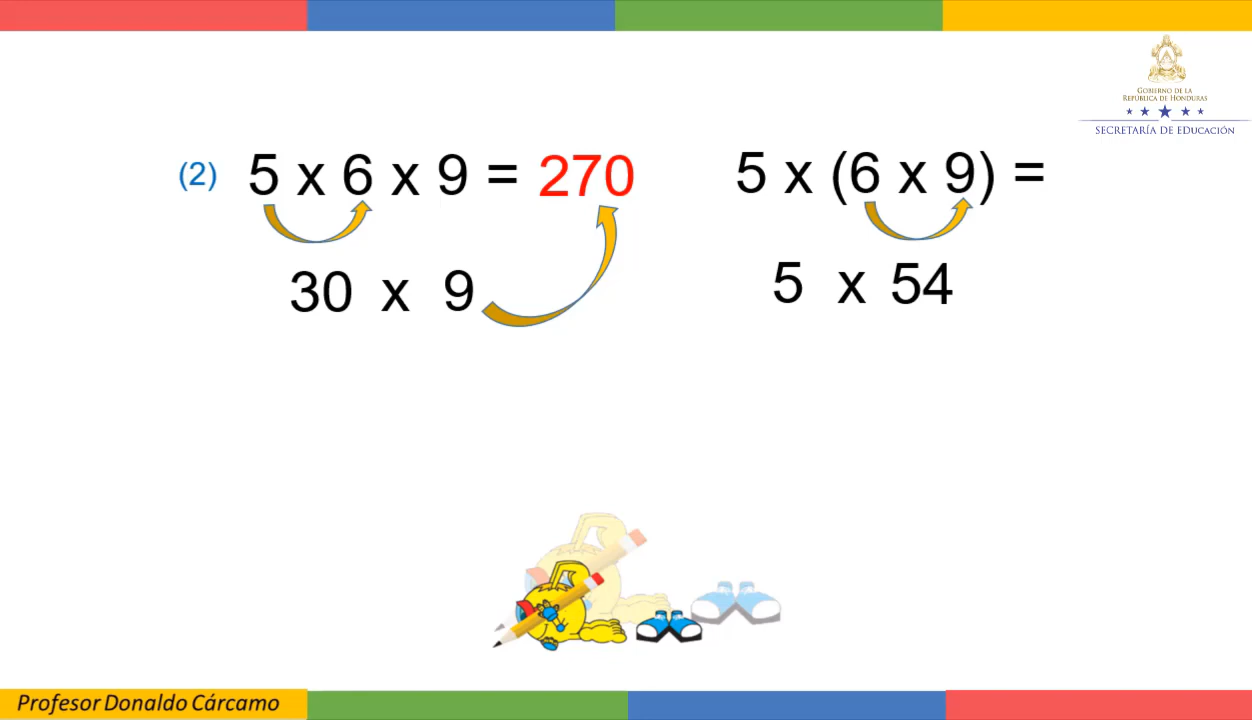 GOBIERNO DE LA
REPÚBLICA DE HONDURAS
SECRETARÍA DE EDUCACIÓN
(2) 5 x 6 x 9 = 270
30 x 9
5 x (6 x 9) =
5 x 54
Profesor Donaldo Cárcamo